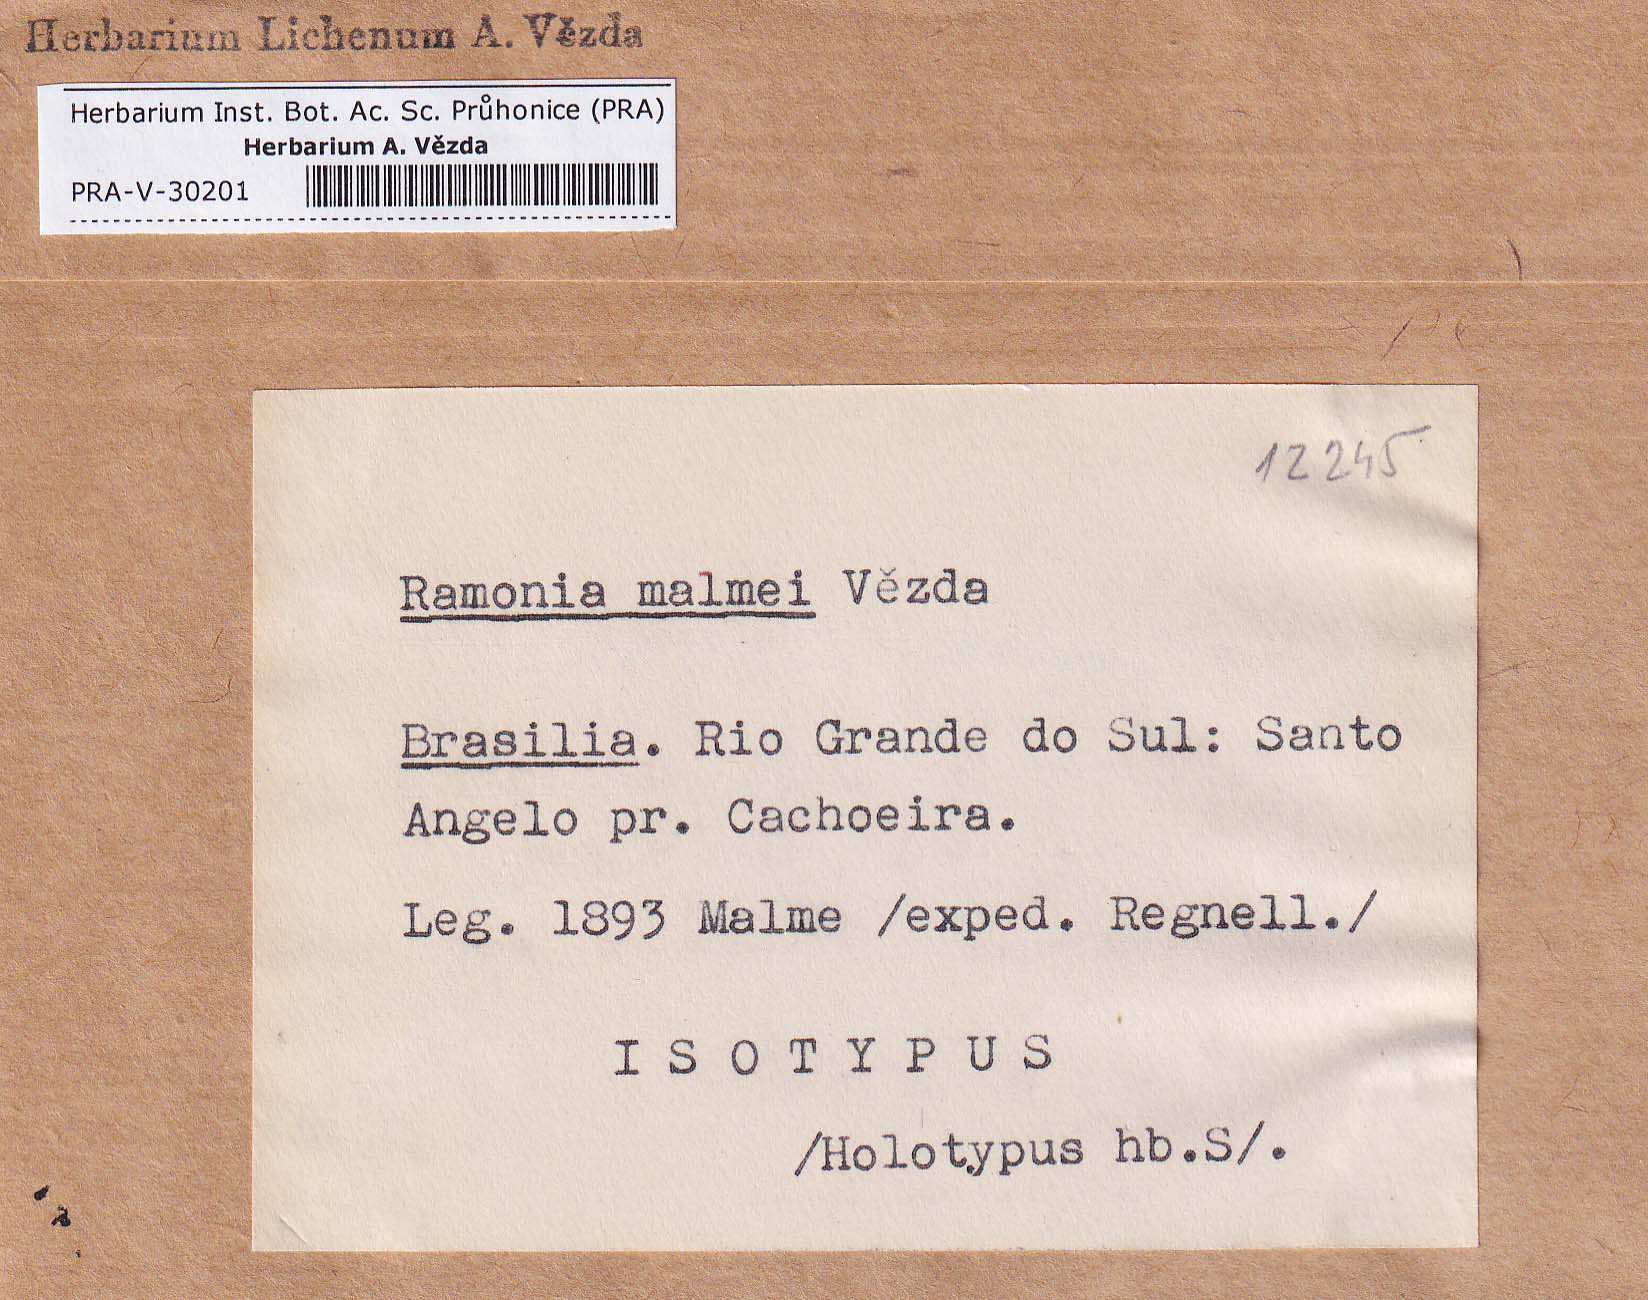 Herbarium Lichenum A. Vězda
Herbarium Inst. Bot. Ac. Sc. Průhonice (PRA)
Herbarium A. Vězda
PRA-V-30201
12245
Ramonia malmei Vězda
Brasilia. Rio Grande do Sul: Santo
Angelo pr. Cachoeira.
Leg. 1893 Malme /exped. Regnell./
I S O T Y P U S
/Holotypus hb.S/.